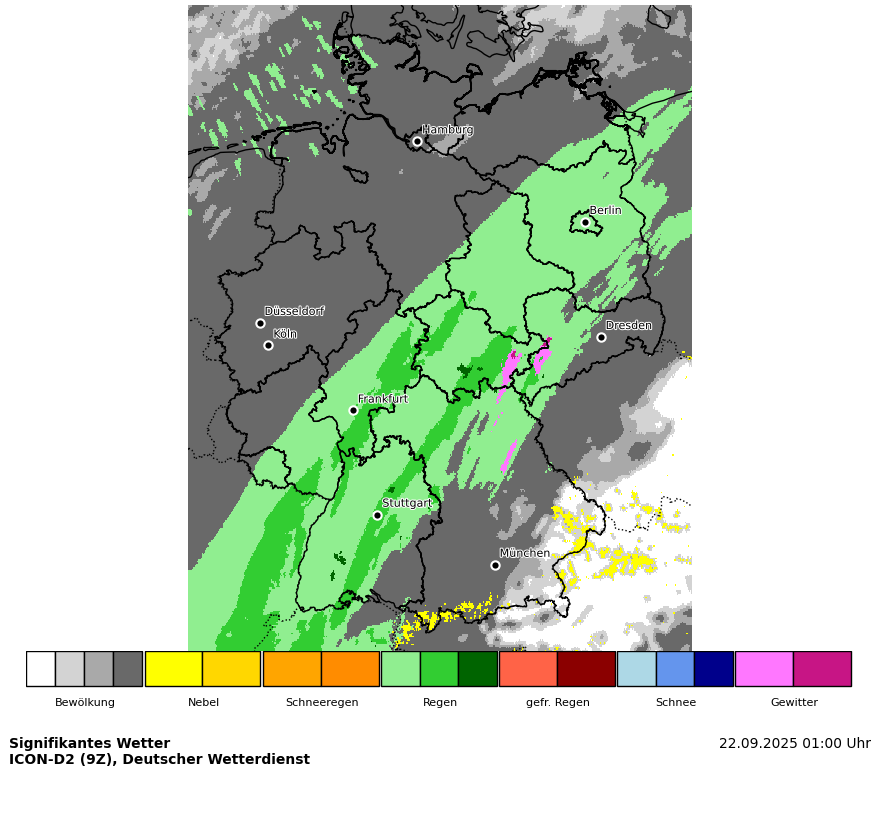 Hamburg
Berlin
Düsseldorf
Köln
Dresden
Frankfurt
Stuttgart
München
Bewölkung Nebel Schneeregen Regen gefr. Regen Schnee Gewitter
Signifikantes Wetter 22.09.2025 01:00 Uhr
ICON-D2 (9Z), Deutscher Wetterdienst